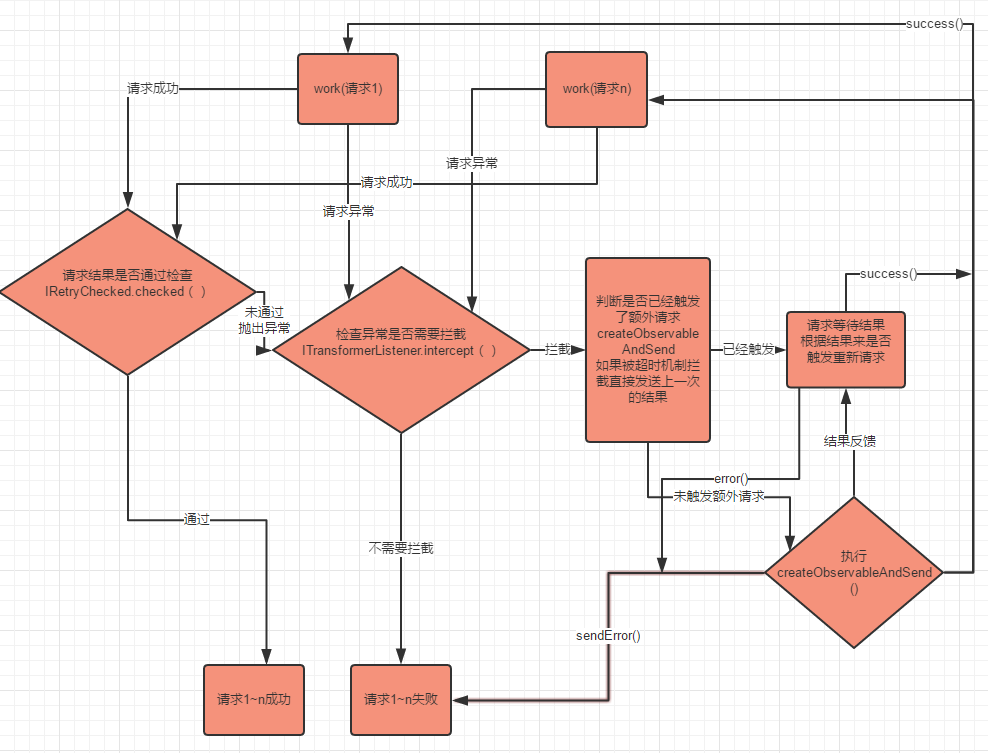 success()
work(请求1)
work(请求n)
请求成功
请求异常
请求成功
请求异常
请求结果是否通过检查
IRetryChecked.checked（ ）
未通过
抛出异常
检查异常是否需要拦截
ITransformerListener.intercept（ ）
拦截
判断是否已经触发
了额外请求
createObservable
AndSend
如果被超时机制拦
截直接发送上一次
的结果
已经触发
success()
请求等待结果
根据结果来是否
触发重新请求
结果反馈
error()
未触发额外请求
通过
不需要拦截
执行
createObservableAndSend
()
sendError()
请求1~n成功
请求1~n失败